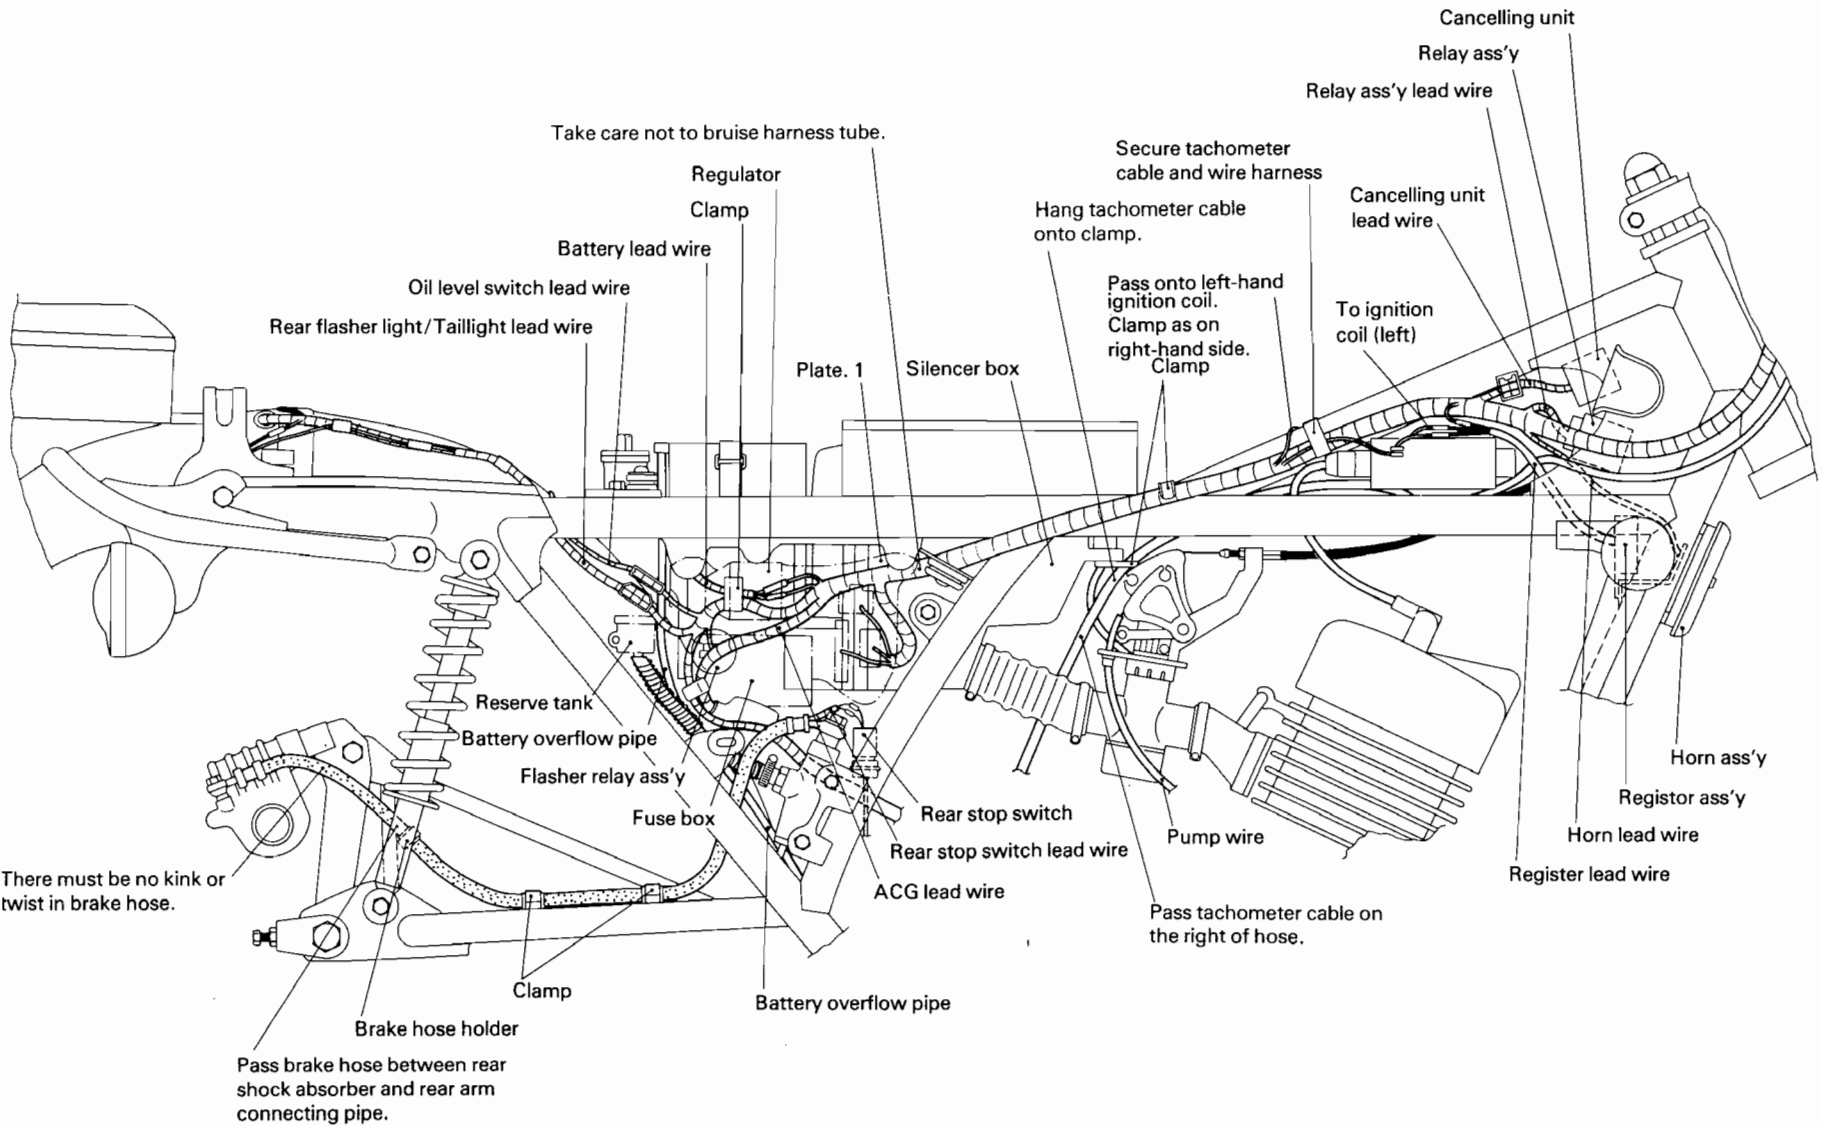 Cancelling unit
Relay ass'y
Relay ass'y lead wire
Take care not to bruise harness tube.
Secure tachometer
cable and wire harness
Regulator
Cancelling unit
lead wire
Clamp
Hang tachometer cable
onto clamp.
Battery lead wire
Oil level switch lead wire
Pass onto left-hand
ignition coil.
Clamp as on
right-hand side.
Clamp
To ignition
coil (left)
Rear flasher light/Taillight lead wire
Plate. 1
Silencer box
Reserve tank
Battery overflow pipe
Flasher relay ass'y
Fuse box
Rear stop switch
Rear stop switch lead wire
ACG lead wire
Pump wire
Horn ass'y
Registor ass'y
Horn lead wire
Register lead wire
There must be no kink or
twist in brake hose.
Pass tachometer cable on
the right of hose.
Clamp
Battery overflow pipe
Brake hose holder
Pass brake hose between rear
shock absorber and rear arm
connecting pipe.